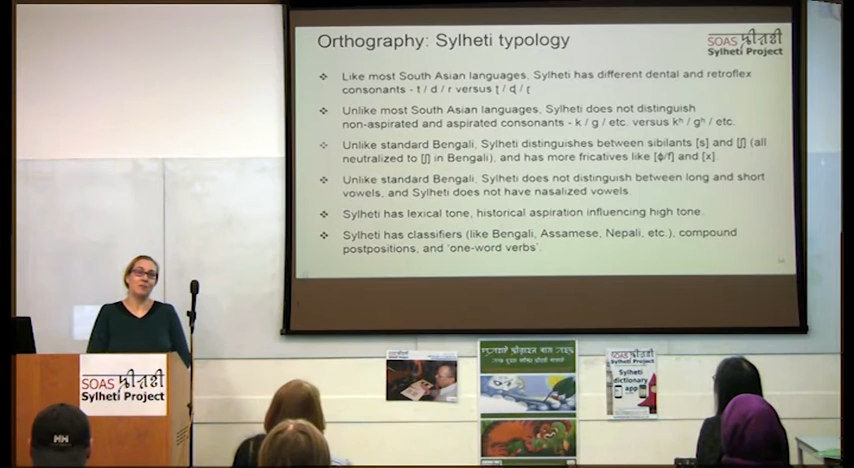 Orthography: Sylheti typology
SOAS ꠍꠤꠟꠐꠤ
Sylheti Project
❖ Like most South Asian languages, Sylheti has different dental and retroflex
consonants - t / d / r versus ʈ / ɖ / ɽ
❖ Unlike most South Asian languages, Sylheti does not distinguish
non-aspirated and aspirated consonants - k / g / etc. versus kʰ / gʰ / etc.
❖ Unlike standard Bengali, Sylheti distinguishes between sibilants [s] and [ʃ] (all
neutralized to [ʃ] in Bengali), and has more fricatives like [ɸ/f] and [x].
❖ Unlike standard Bengali, Sylheti does not distinguish between long and short
vowels, and Sylheti does not have nasalized vowels.
❖ Sylheti has lexical tone, historical aspiration influencing high tone.
❖ Sylheti has classifiers (like Bengali, Assamese, Nepali, etc.), compound
postpositions, and ‘one-word verbs’.
SOAS ꠍꠤꠟꠐꠤ
Sylheti Project
SOAS ꠍꠤꠟꠐꠤ
Sylheti Project
Sylheti
dictionary
app
HH